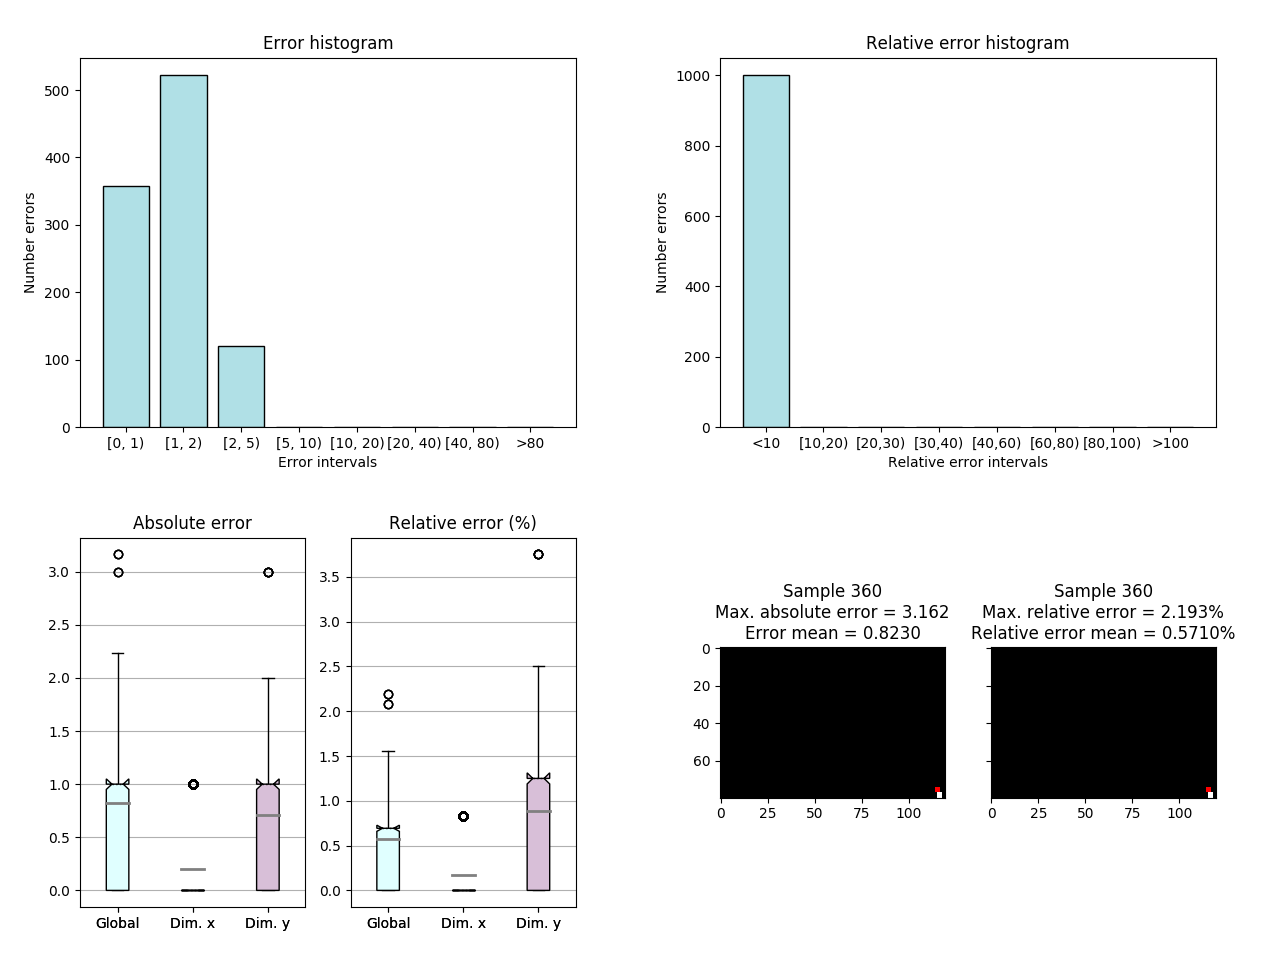 Error histogram
500
400
300
200
100
0
Number errors
[0, 1)
[1, 2)
[2, 5)
[5, 10)
[10, 20)
[20, 40)
[40, 80)
>80
Error intervals
Relative error histogram
1000
800
600
400
200
0
Number errors
<10
[10,20)
[20,30)
[30,40)
[40,60)
[60,80)
[80,100)
>100
Relative error intervals
Absolute error
3.0
2.5
2.0
1.5
1.0
0.5
0.0
Global
Dim. x
Dim. y
Relative error (%)
3.5
3.0
2.5
2.0
1.5
1.0
0.5
0.0
Global
Dim. x
Dim. y
Sample 360
Max. absolute error = 3.162
Error mean = 0.8230
0
20
40
60
0
25
50
75
100
Sample 360
Max. relative error = 2.193%
Relative error mean = 0.5710%
0
25
50
75
100